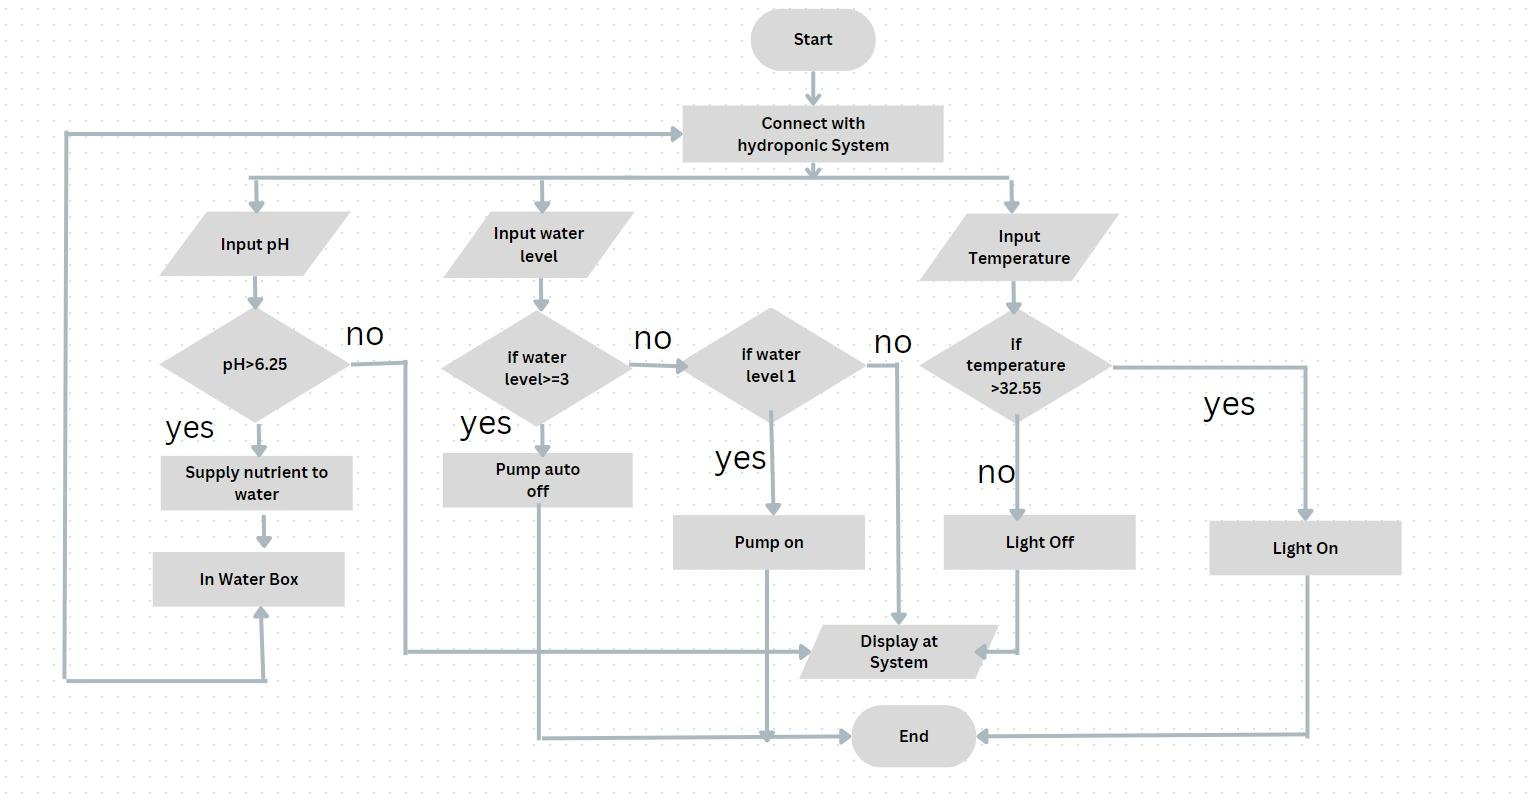 Start
Connect with
hydroponic System
Input pH
Input water
level
Input
Temperature
pH>6.25
no
if water
level>=3
no
if water
level 1
no
if
temperature
>32.55
yes
yes
yes
yes
no
Supply nutrient to
water
Pump auto
off
Pump on
Light Off
Light On
In Water Box
Display at
System
End